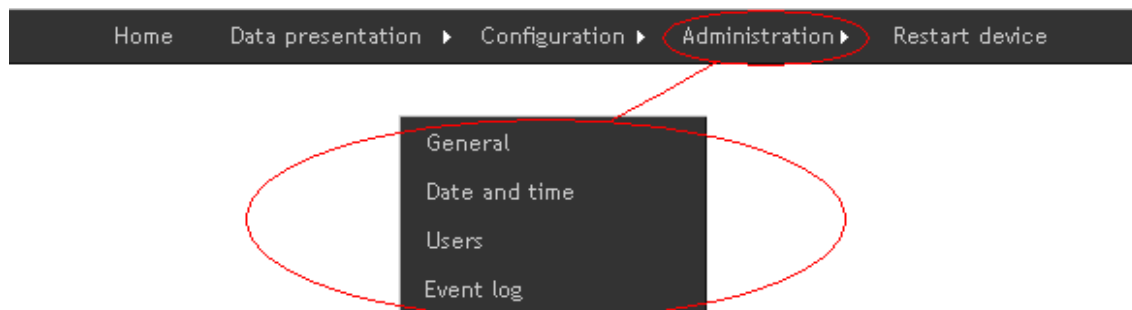 Home Data presentation Configuration Administration Restart device
General
Date and time
Users
Event log